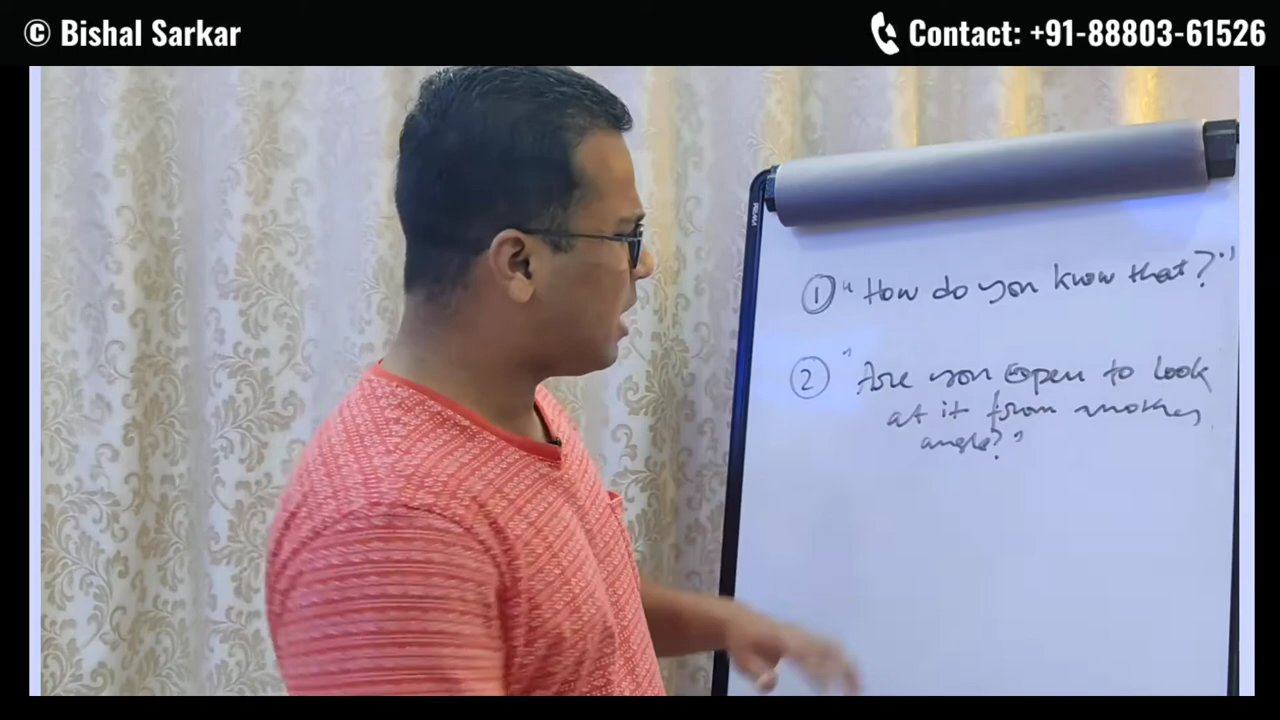 © Bishal Sarkar
Contact: +91-88803-61526
① "How do you know that?"
② "Are you open to look
at it from another
angle?"